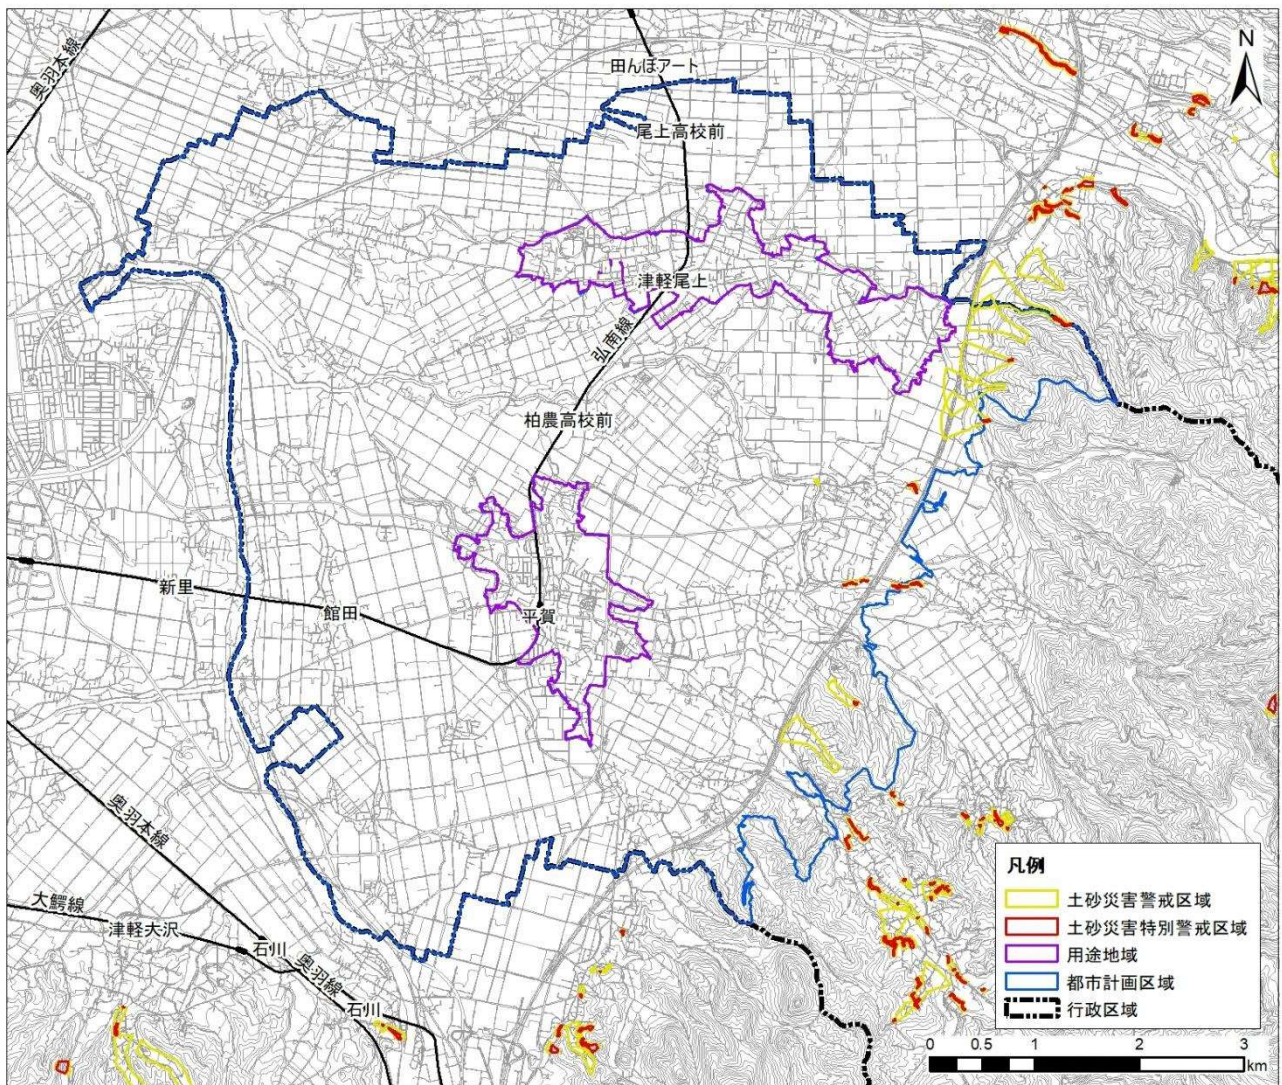 N
奥羽本線
田んぼアート
尾上高校前
津軽尾上
弘南線
柏農高校前
新里
館田
平賀
奥羽本線
大鰐線
津軽大沢
石川
奥羽線
石川
凡例
土砂災害警戒区域
土砂災害特別警戒区域
用途地域
都市計画区域
行政区域
0 0.5 1 2 3
km